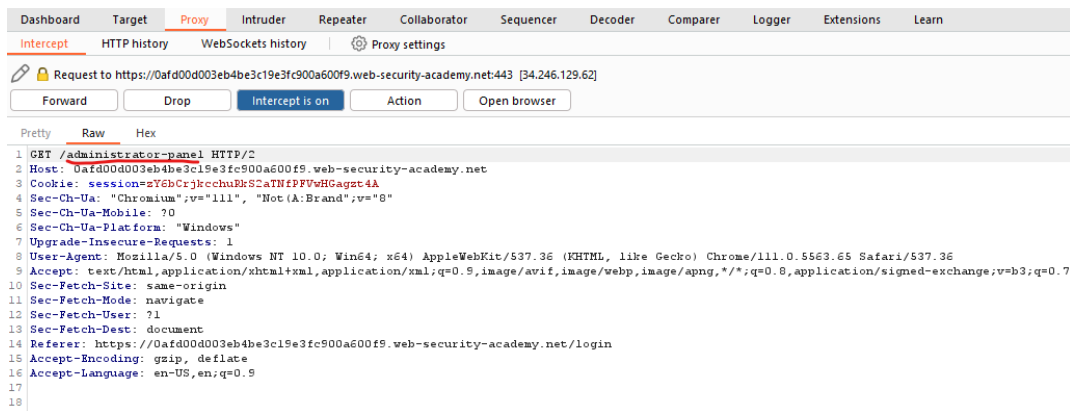 Dashboard Target Proxy Intruder Repeater Collaborator Sequencer Decoder Comparer Logger Extensions Learn
Intercept HTTP history WebSockets history Proxy settings
Request to https://0afd00d003eb4be3c19e3fc900a600f9.web-security-academy.net:443 [34.246.129.62]
Forward Drop Intercept is on Action Open browser
Pretty Raw Hex
1 GET /administrator-panel HTTP/2
2 Host: 0afd00d003eb4be3c19e3fc900a600f9.web-security-academy.net
3 Cookie: session=zY6bCrjkcchuRkS2aTNfPFVwHGagzt4A
4 Sec-Ch-Ua: "Chromium";v="111", "Not(A:Brand";v="8"
5 Sec-Ch-Ua-Mobile: ?0
6 Sec-Ch-Ua-Platform: "Windows"
7 Upgrade-Insecure-Requests: 1
8 User-Agent: Mozilla/5.0 (Windows NT 10.0; Win64; x64) AppleWebKit/537.36 (KHTML, like Gecko) Chrome/111.0.5563.65 Safari/537.36
9 Accept: text/html,application/xhtml+xml,application/xml;q=0.9,image/avif,image/webp,image/apng,*/*;q=0.8,application/signed-exchange;v=b3;q=0.7
10 Sec-Fetch-Site: same-origin
11 Sec-Fetch-Mode: navigate
12 Sec-Fetch-User: ?1
13 Sec-Fetch-Dest: document
14 Referer: https://0afd00d003eb4be3c19e3fc900a600f9.web-security-academy.net/login
15 Accept-Encoding: gzip, deflate
16 Accept-Language: en-US,en;q=0.9
17
18